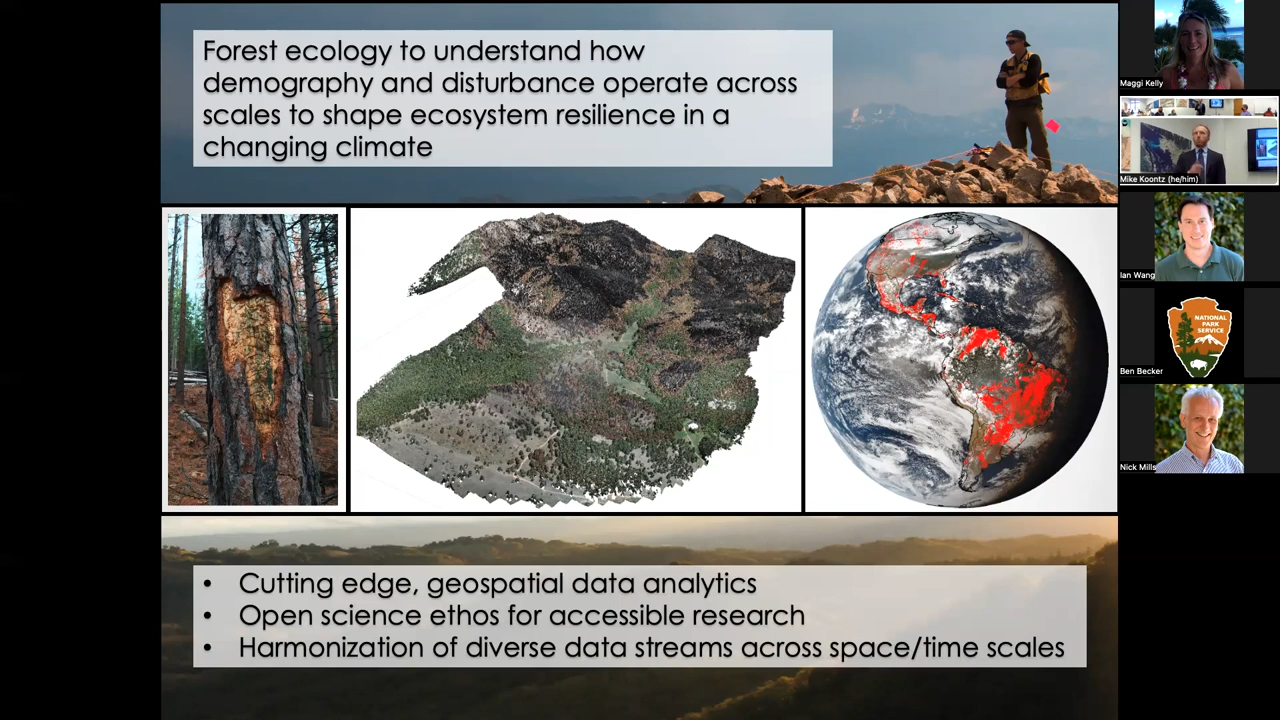 Forest ecology to understand how
demography and disturbance operate across
scales to shape ecosystem resilience in a
changing climate
• Cutting edge, geospatial data analytics
• Open science ethos for accessible research
• Harmonization of diverse data streams across space/time scales
Maggi Kelly
Mike Koontz (he/him)
Ian Wang
NATIONAL
PARK
SERVICE
Ben Becker
Nick Mills